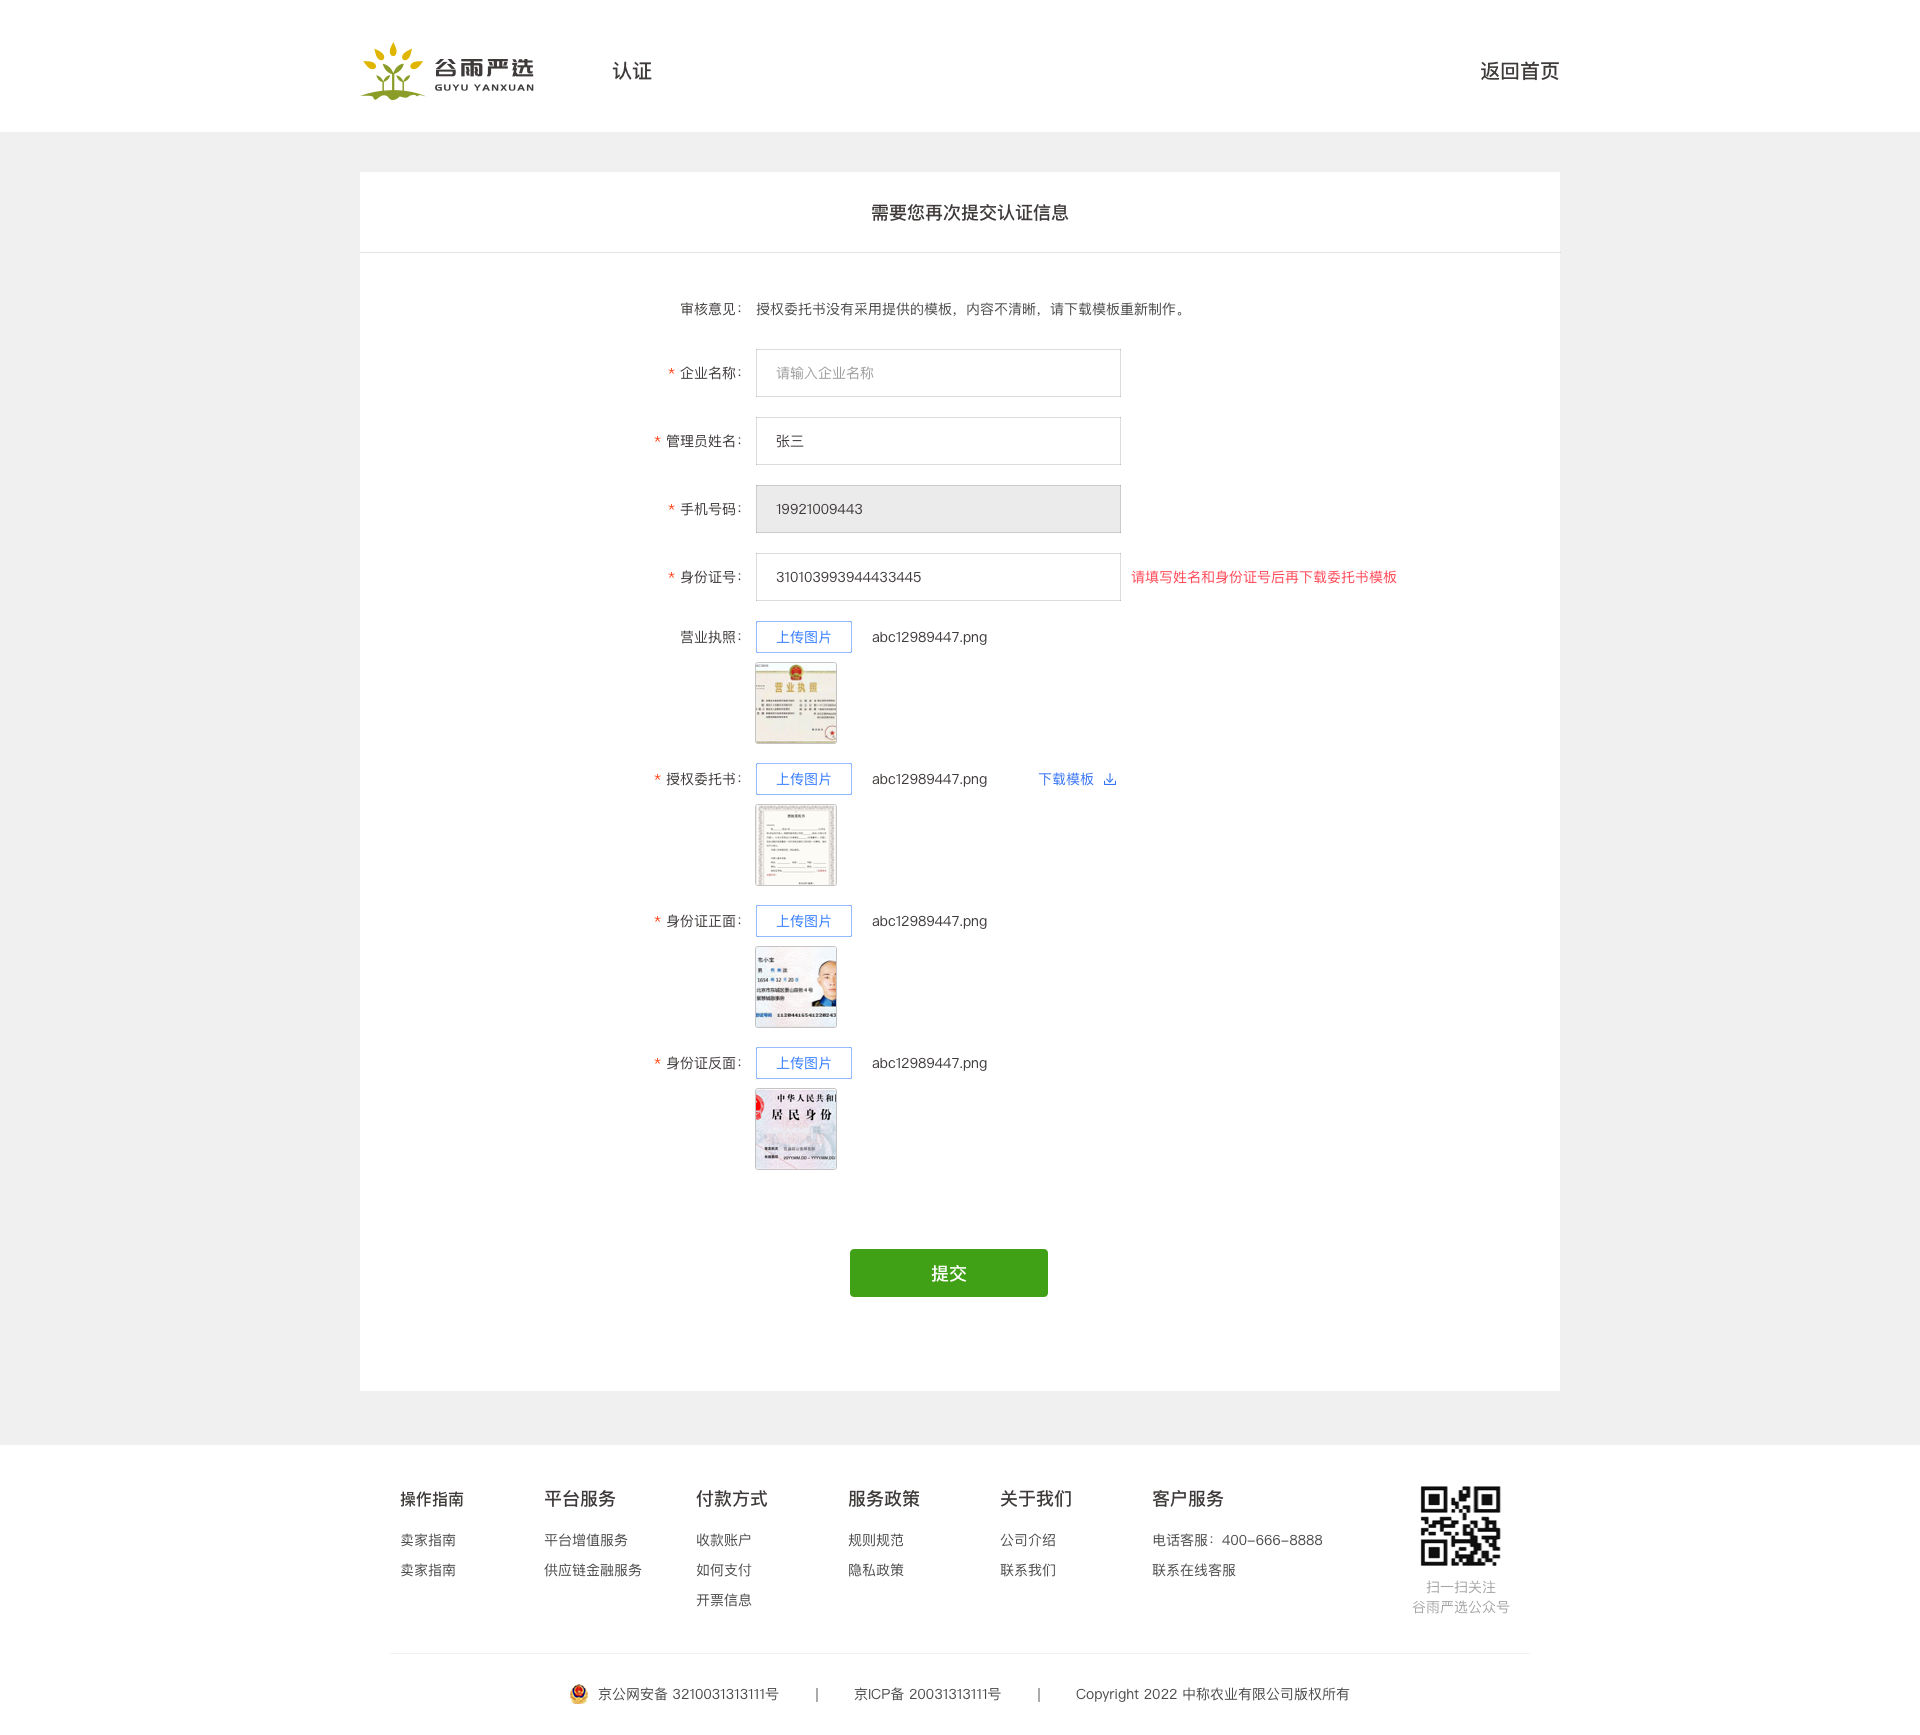 谷雨严选
GUYU YANXUAN
认证
返回首页
需要您再次提交认证信息
审核意见： 授权委托书没有采用提供的模板，内容不清晰，请下载模板重新制作。
* 企业名称： 请输入企业名称
* 管理员姓名： 张三
* 手机号码： 19921009443
* 身份证号： 310103993944433445 请填写姓名和身份证号后再下载委托书模板
营业执照： 上传图片 abc12989447.png
营业执照
* 授权委托书： 上传图片 abc12989447.png 下载模板
* 身份证正面： 上传图片 abc12989447.png
韦小宝
男 民族 汉
1654 年 12 月 20 日
* 身份证反面： 上传图片 abc12989447.png
中华人民共和
居民身份
提交
操作指南 平台服务 付款方式 服务政策 关于我们 客户服务
卖家指南 平台增值服务 收款账户 规则规范 公司介绍 电话客服：400-666-8888
卖家指南 供应链金融服务 如何支付 隐私政策 联系我们 联系在线客服
开票信息
扫一扫关注
谷雨严选公众号
京公网安备 3210031313111号 | 京ICP备 20031313111号 | Copyright 2022 中称农业有限公司版权所有